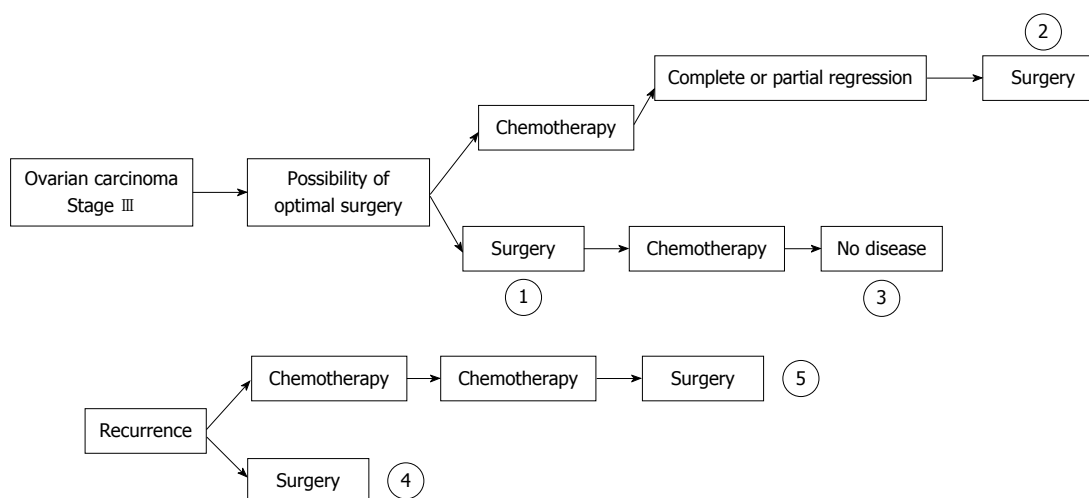 2
Complete or partial regression
Surgery
Chemotherapy
Ovarian carcinoma
Stage Ⅲ
Possibility of
optimal surgery
Surgery
Chemotherapy
No disease
1
3
Chemotherapy
Chemotherapy
Surgery
5
Recurrence
Surgery
4